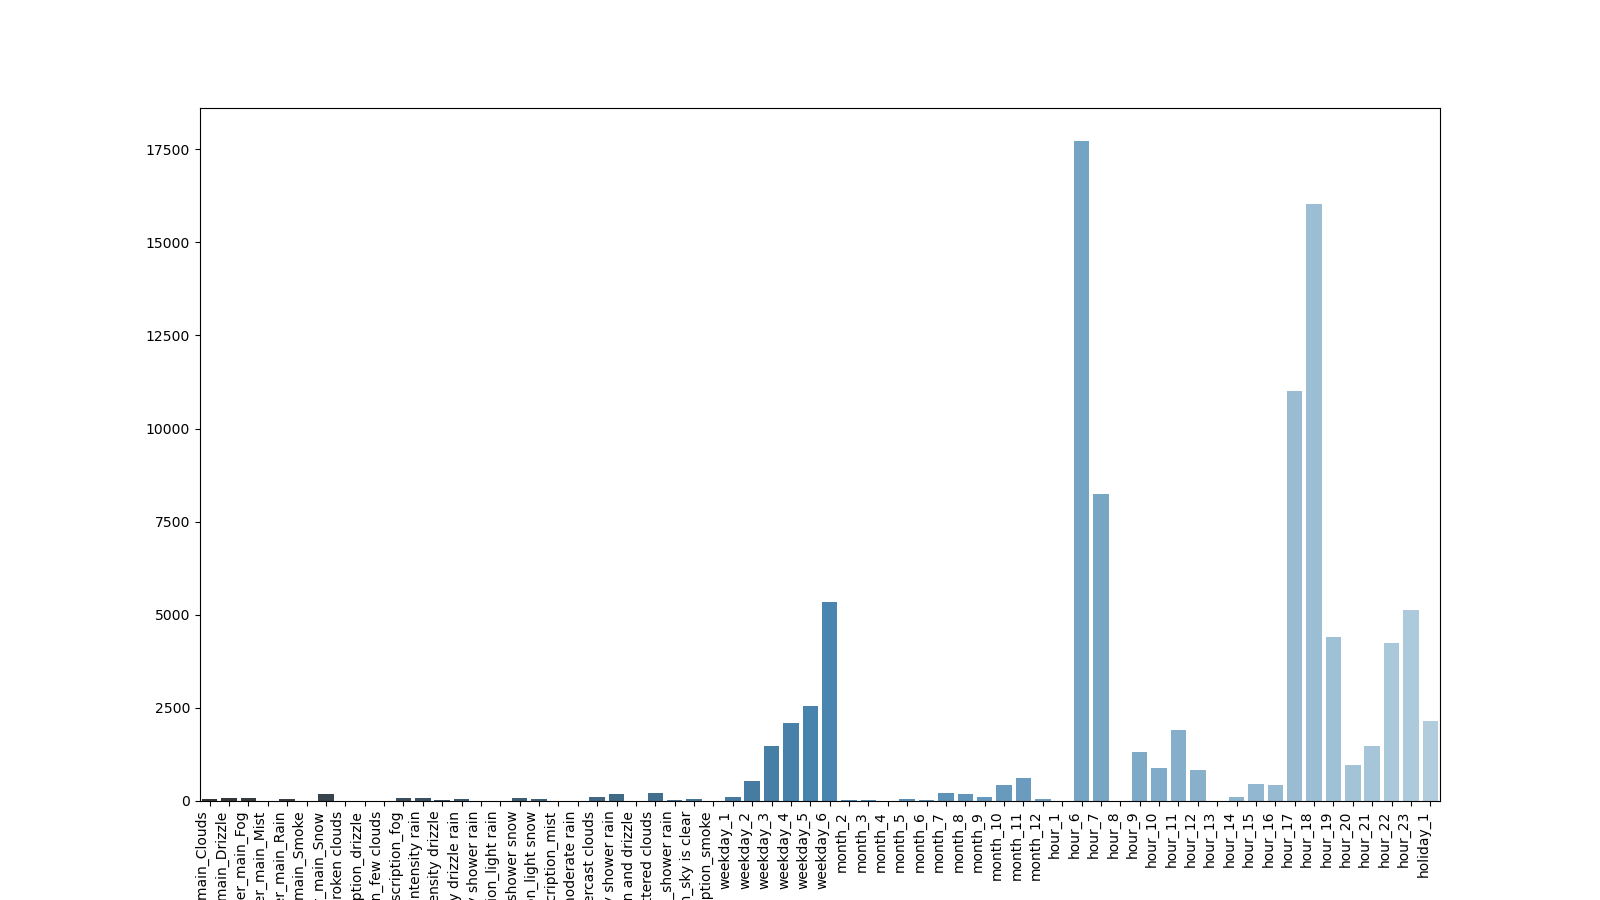 17500
15000
12500
10000
7500
5000
2500
0
main_Clouds
main_Drizzle
er_main_Fog
er_main_Mist
er_main_Rain
main_Smoke
r_main_Snow
roken clouds
ption_drizzle
n_few clouds
scription_fog
ntensity rain
ensity drizzle
y drizzle rain
y shower rain
ion_light rain
shower snow
on_light snow
cription_mist
noderate rain
ercast clouds
y shower rain
n and drizzle
ttered clouds
_shower rain
n_sky is clear
ption_smoke
weekday_1
weekday_2
weekday_3
weekday_4
weekday_5
weekday_6
month_2
month_3
month_4
month_5
month_6
month_7
month_8
month_9
month_10
month_11
month_12
hour_1
hour_6
hour_7
hour_8
hour_9
hour_10
hour_11
hour_12
hour_13
hour_14
hour_15
hour_16
hour_17
hour_18
hour_19
hour_20
hour_21
hour_22
hour_23
holiday_1